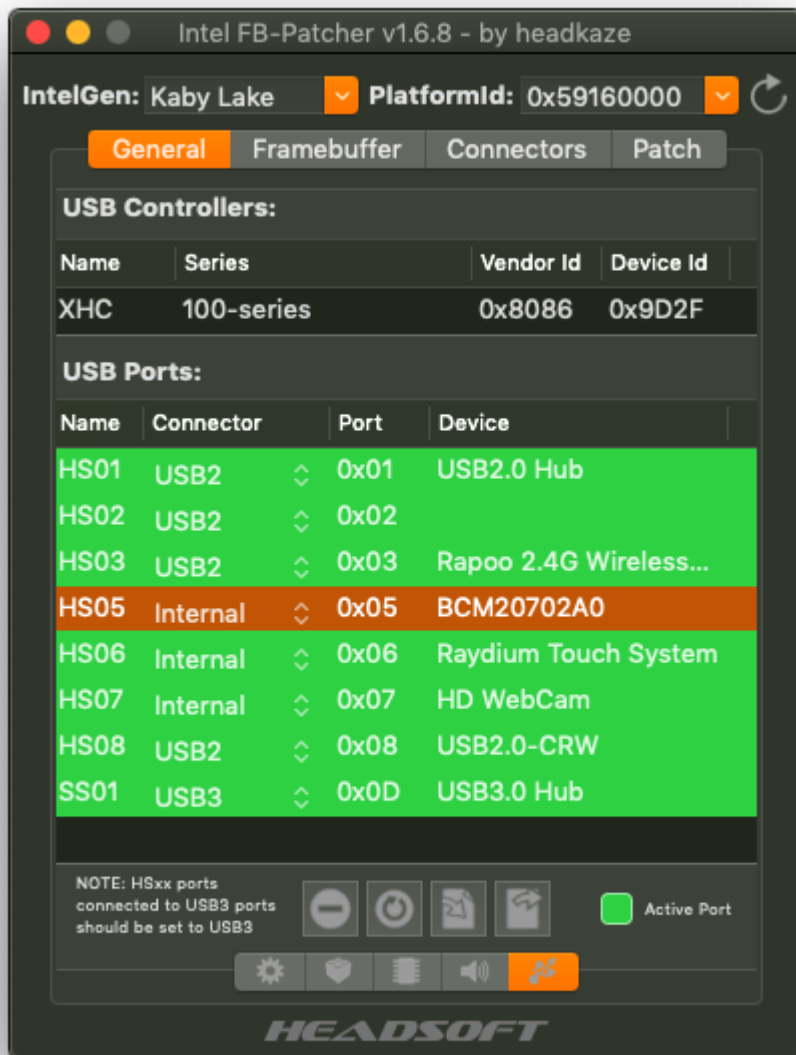 Intel FB-Patcher v1.6.8 - by headkaze
IntelGen: Kaby Lake PlatformId: 0x59160000
General Framebuffer Connectors Patch
USB Controllers:
Name Series Vendor Id Device Id
XHC 100-series 0x8086 0x9D2F
USB Ports:
Name Connector Port Device
HS01 USB2 0x01 USB2.0 Hub
HS02 USB2 0x02
HS03 USB2 0x03 Rapoo 2.4G Wireless...
HS05 Internal 0x05 BCM20702A0
HS06 Internal 0x06 Raydium Touch System
HS07 Internal 0x07 HD WebCam
HS08 USB2 0x08 USB2.0-CRW
SS01 USB3 0x0D USB3.0 Hub
NOTE: HSxx ports
connected to USB3 ports
should be set to USB3
Active Port
HEADSOFT